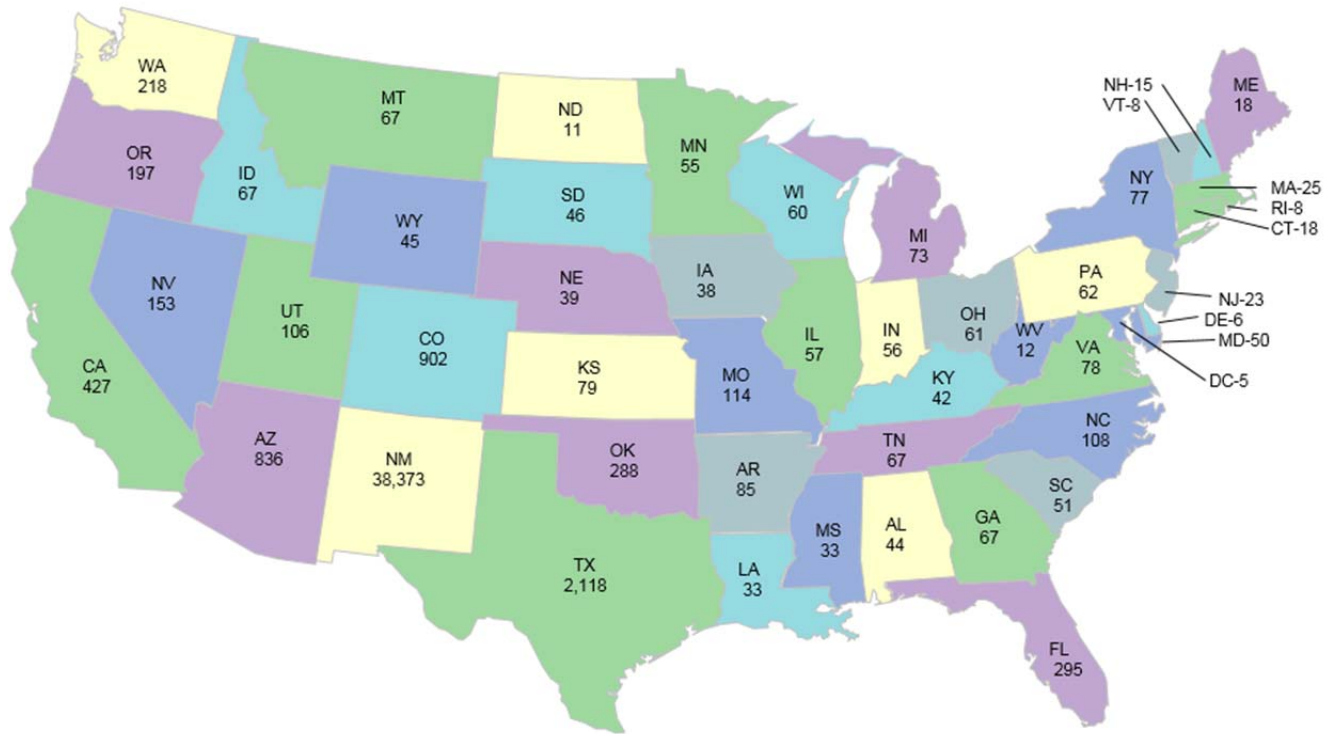 WA
218
OR
197
CA
427
NV
153
ID
67
MT
67
WY
45
UT
106
AZ
836
CO
902
NM
38,373
ND
11
SD
46
NE
39
KS
79
OK
288
TX
2,118
MN
55
IA
38
MO
114
AR
85
LA
33
WI
60
IL
57
MI
73
IN
56
OH
61
KY
42
TN
67
MS
33
AL
44
GA
67
FL
295
SC
51
NC
108
VA
78
WV
12
PA
62
NY
77
ME
18
NH-15
VT-8
MA-25
RI-8
CT-18
NJ-23
DE-6
MD-50
DC-5